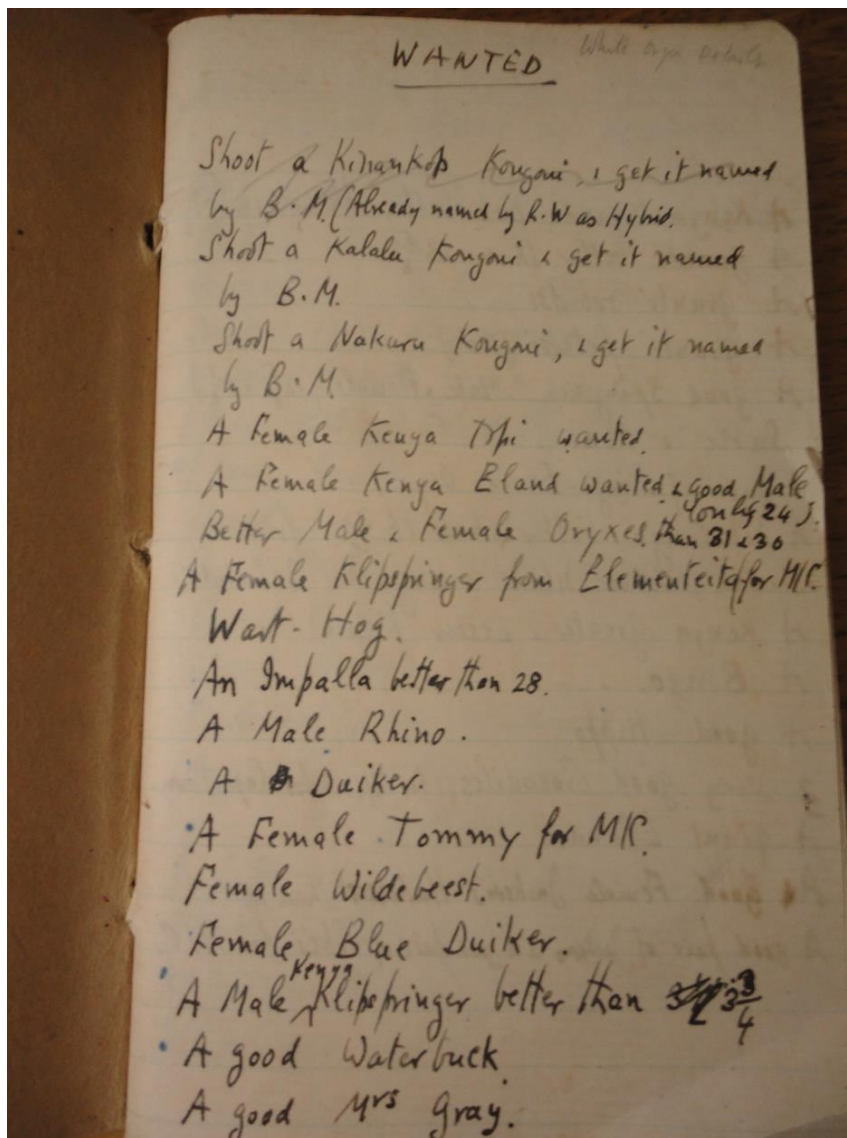 WANTED
Shoot a Kinankop Kongoni, & get it named
by B.M. (Already named by R.W as Hybrid.
Shoot a Kalalu Kongoni & get it named
by B.M.
Shoot a Nakuru Kongoni, & get it named
by B.M.
A Female Kenya Topi wanted.
A Female Kenya Eland wanted & good Male
(only 24).
Better Male & Female Oryxes. than 31 & 30
A Female Klipspringer from Elementeita (for MK.
Wart-Hog.
An Impalla better than 28.
A Male Rhino.
A Duiker.
A Female Tommy for MK.
Female Wildebeest.
Female Blue Duiker.
A Male Kenya Klipspringer better than 3 3/4
A good Waterbuck
A good Mrs Gray.